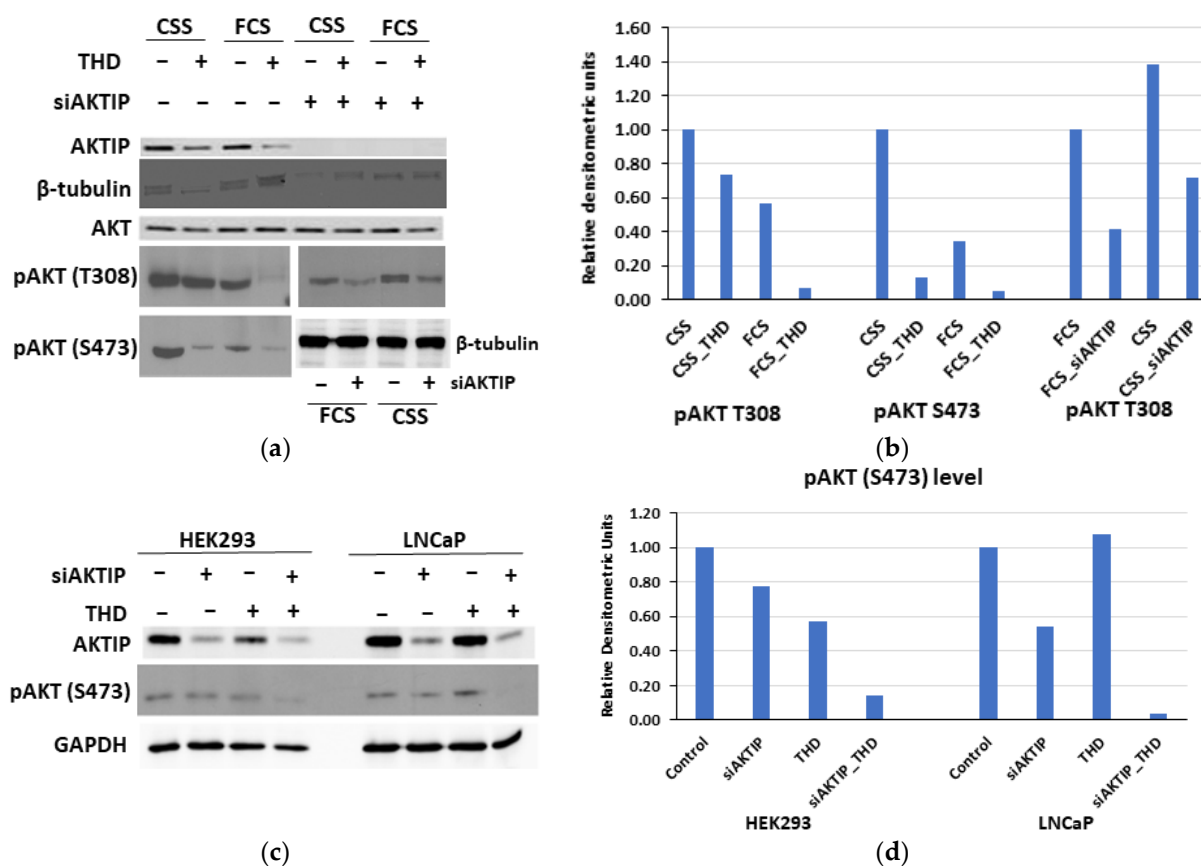 CSS FCS CSS FCS
THD − + − + − + − +
siAKTIP − − − − + + + +
AKTIP
β-tubulin
AKT
pAKT (T308)
pAKT (S473)
β-tubulin
− + − + siAKTIP
FCS CSS
(a)
Relative densitometric units
1.60
1.40
1.20
1.00
0.80
0.60
0.40
0.20
0.00
CSS CSS_THD FCS FCS_THD CSS CSS_THD FCS FCS_THD FCS FCS_siAKTIP CSS CSS_siAKTIP
pAKT T308 pAKT S473 pAKT T308
(b)
HEK293 LNCaP
siAKTIP − + − + − + − +
THD − − + + − − + +
AKTIP
pAKT (S473)
GAPDH
(c)
pAKT (S473) level
Relative Densitometric Units
1.20
1.00
0.80
0.60
0.40
0.20
0.00
Control siAKTIP THD siAKTIP_THD Control siAKTIP THD siAKTIP_THD
HEK293 LNCaP
(d)